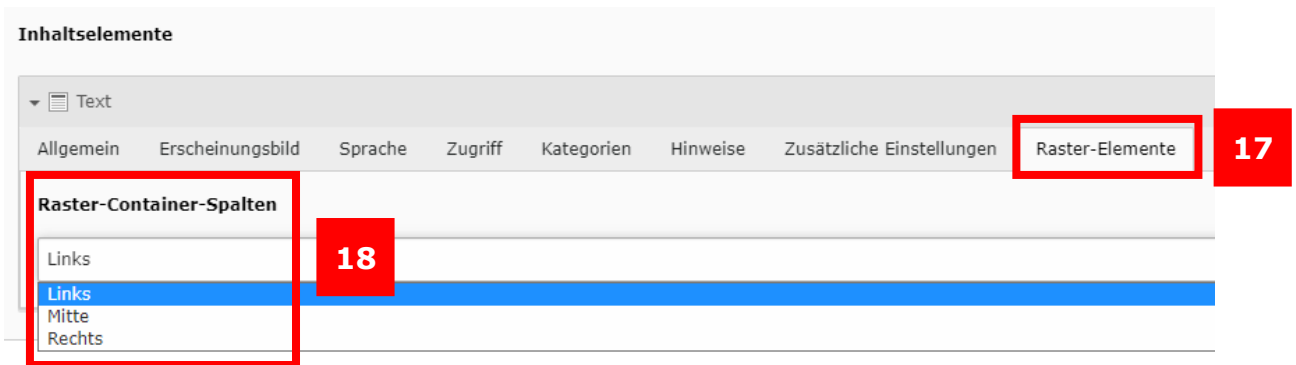 Inhaltselemente
Text
Allgemein Erscheinungsbild Sprache Zugriff Kategorien Hinweise Zusätzliche Einstellungen Raster-Elemente 17
Raster-Container-Spalten
Links 18
Links
Mitte
Rechts